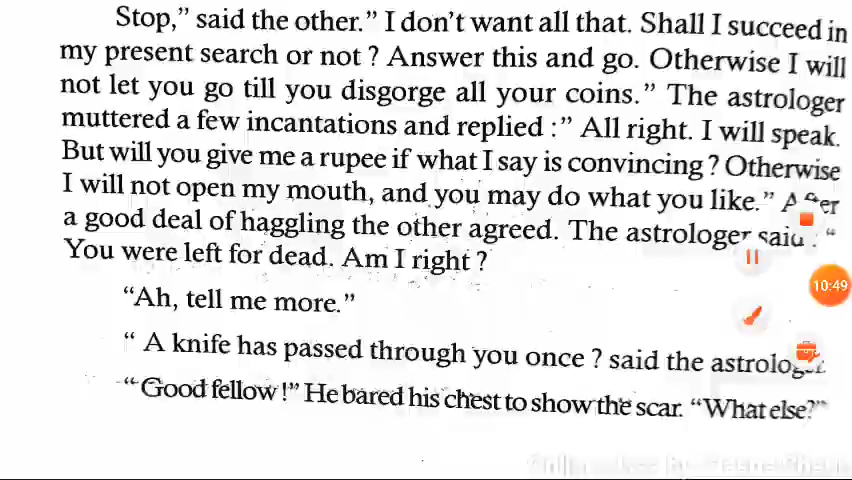 Stop,” said the other.” I don’t want all that. Shall I succeed in
my present search or not ? Answer this and go. Otherwise I will
not let you go till you disgorge all your coins.” The astrologer
muttered a few incantations and replied :” All right. I will speak.
But will you give me a rupee if what I say is convincing ? Otherwise
I will not open my mouth, and you may do what you like.” After
a good deal of haggling the other agreed. The astrologer said : “
You were left for dead. Am I right ?
“Ah, tell me more.”
“ A knife has passed through you once ? said the astrologer.
“Good fellow !” He bared his chest to show the scar. “What else?”
10:49